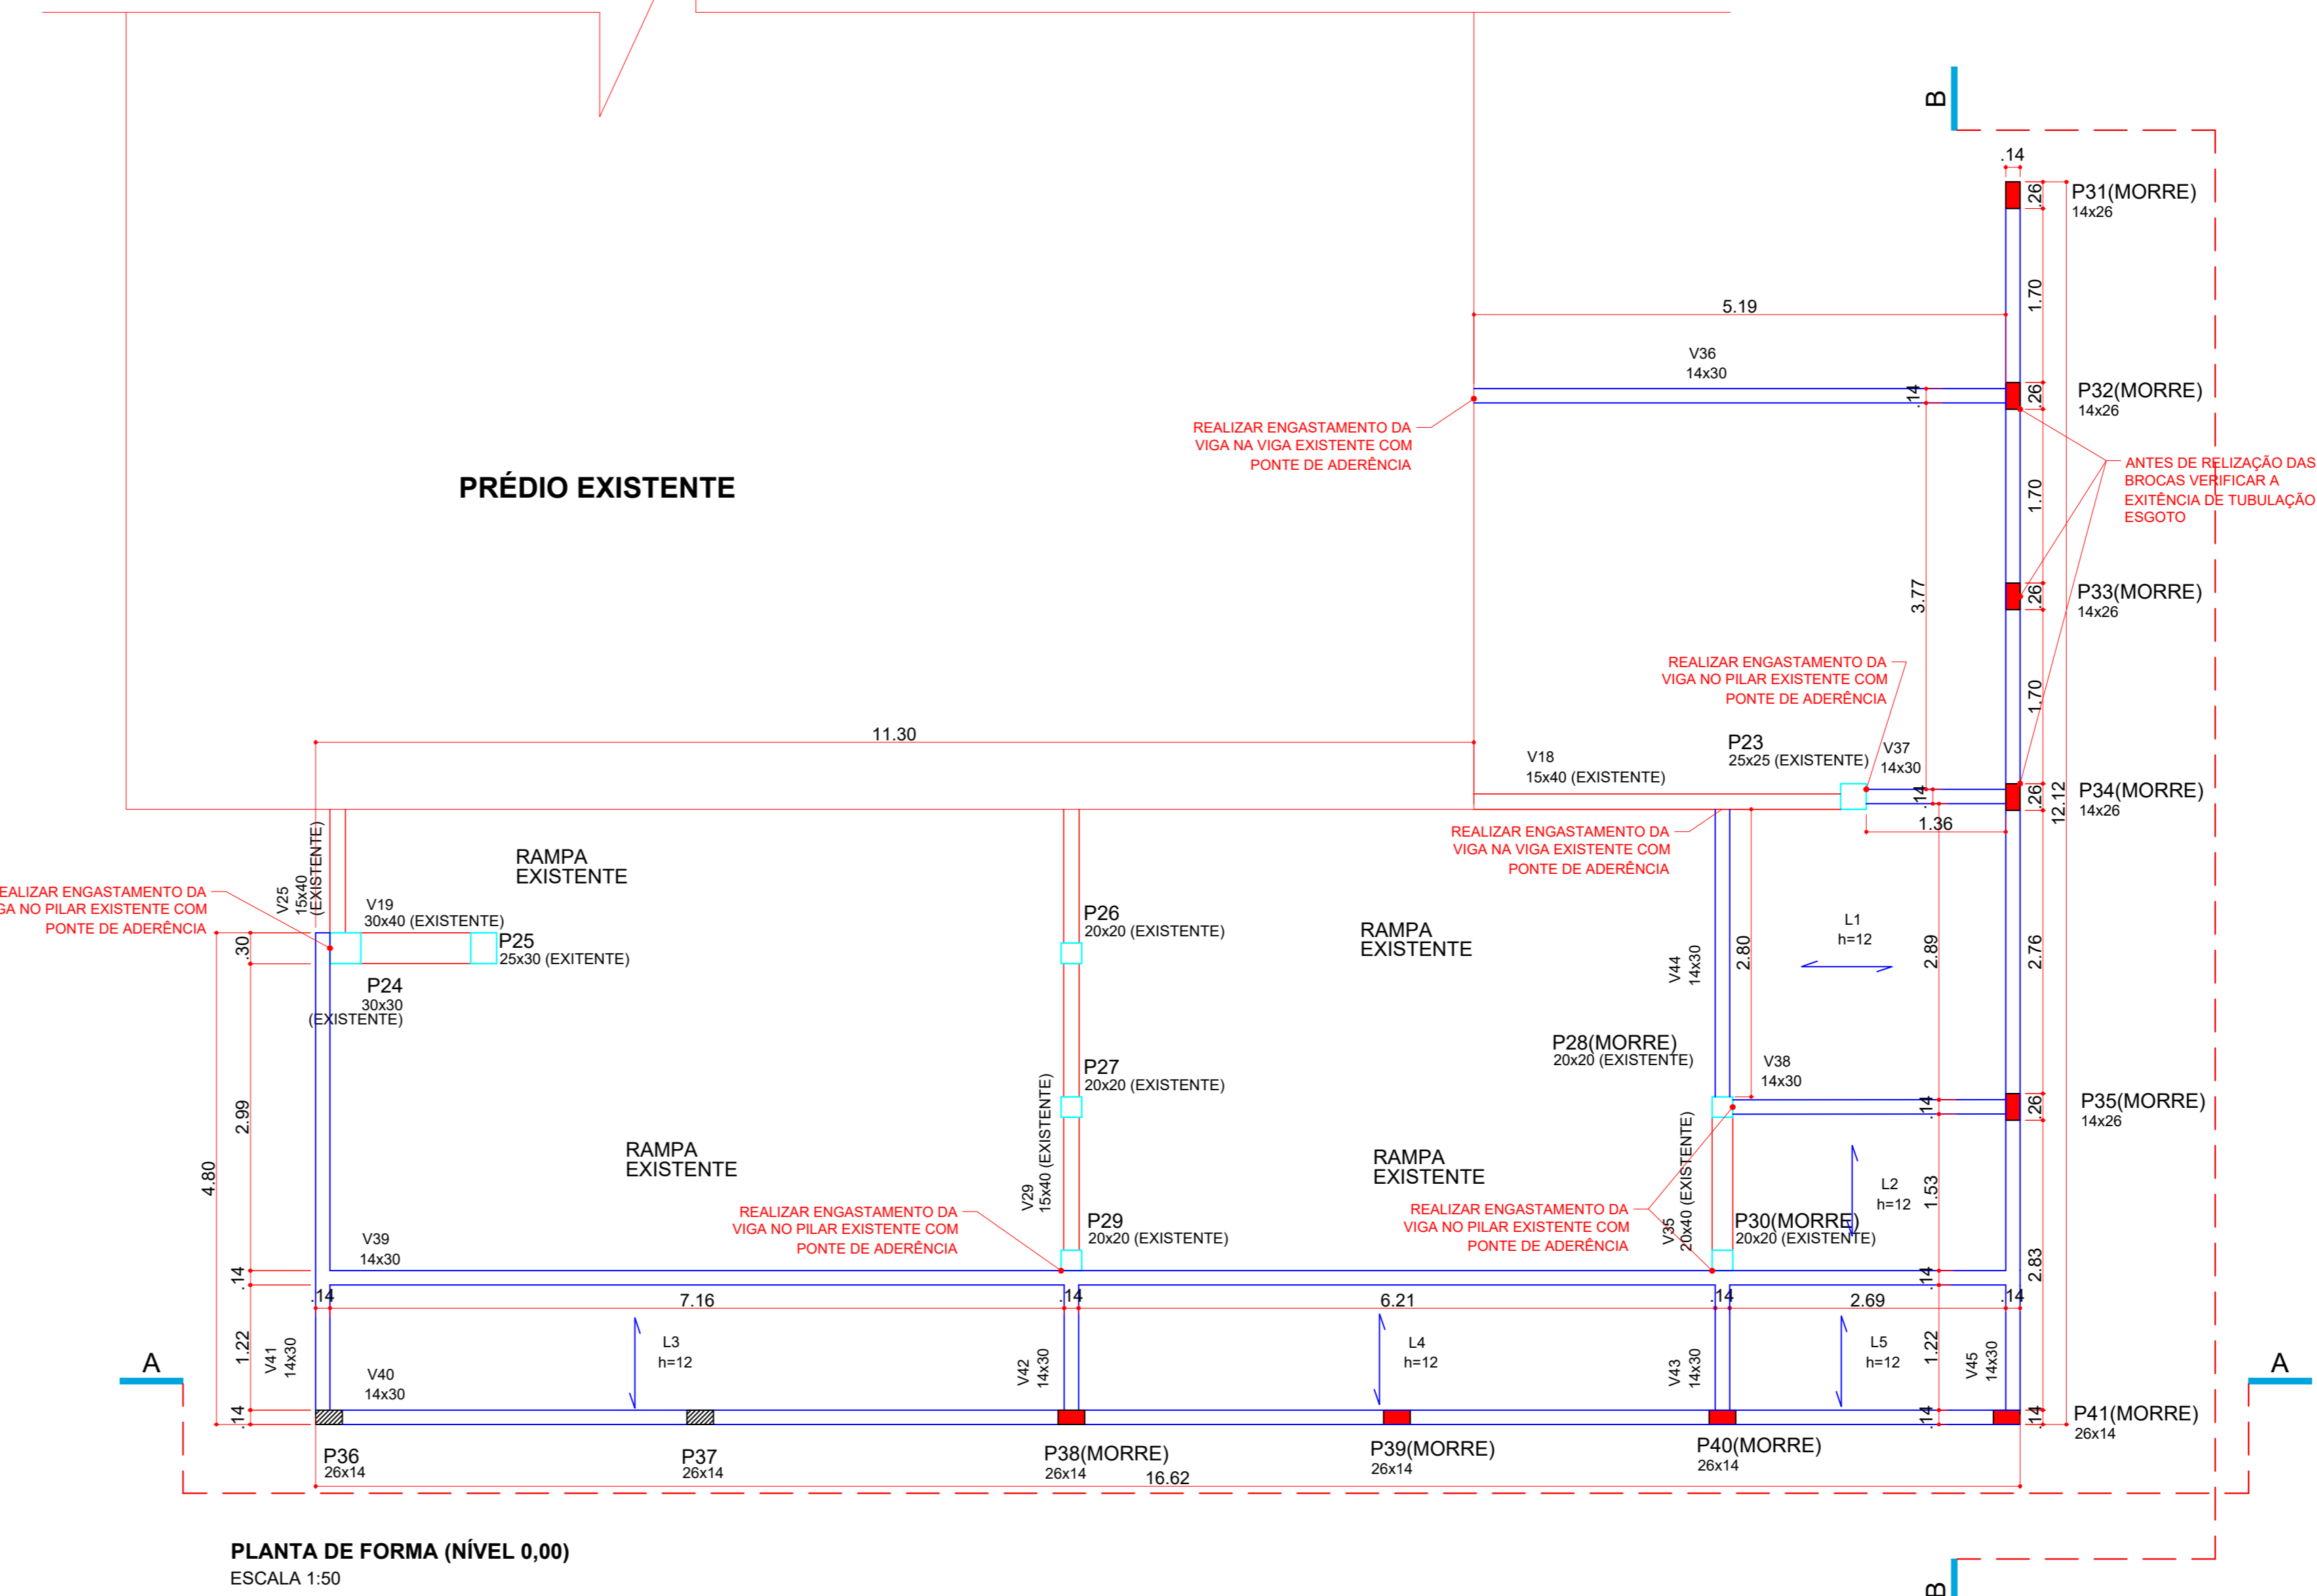 B
.14
.26
P31(MORRE)
14x26
1.70
5.19
V36
14x30
.14
.26
P32(MORRE)
14x26
REALIZAR ENGASTAMENTO DA
VIGA NA VIGA EXISTENTE COM
PONTE DE ADERÊNCIA
ANTES DE RELIZAÇÃO DAS
BROCAS VERIFICAR A
EXITÊNCIA DE TUBULAÇÃO
ESGOTO
PRÉDIO EXISTENTE
1.70
3.77
.26
P33(MORRE)
14x26
REALIZAR ENGASTAMENTO DA
VIGA NO PILAR EXISTENTE COM
PONTE DE ADERÊNCIA
1.70
11.30
V18
15x40 (EXISTENTE)
P23
25x25 (EXISTENTE)
V37
14x30
.14
.26
12.12
P34(MORRE)
14x26
1.36
REALIZAR ENGASTAMENTO DA
VIGA NA VIGA EXISTENTE COM
PONTE DE ADERÊNCIA
RAMPA
EXISTENTE
V25
15x40
(EXISTENTE)
EALIZAR ENGASTAMENTO DA
GA NO PILAR EXISTENTE COM
PONTE DE ADERÊNCIA
V19
30x40 (EXISTENTE)
P25
25x30 (EXITENTE)
P26
20x20 (EXISTENTE)
RAMPA
EXISTENTE
L1
h=12
V44
14x30
2.80
2.89
2.76
.30
P24
30x30
(EXISTENTE)
P28(MORRE)
20x20 (EXISTENTE)
P27
20x20 (EXISTENTE)
V38
14x30
.14
.26
P35(MORRE)
14x26
2.99
4.80
RAMPA
EXISTENTE
RAMPA
EXISTENTE
V29
15x40 (EXISTENTE)
V35
20x40 (EXISTENTE)
L2
h=12
1.53
REALIZAR ENGASTAMENTO DA
VIGA NO PILAR EXISTENTE COM
PONTE DE ADERÊNCIA
P29
20x20 (EXISTENTE)
REALIZAR ENGASTAMENTO DA
VIGA NO PILAR EXISTENTE COM
PONTE DE ADERÊNCIA
P30(MORRE)
20x20 (EXISTENTE)
V39
14x30
2.83
.14
.14
.14
7.16
.14
6.21
.14
2.69
.14
1.22
V41
14x30
L3
h=12
V42
14x30
L4
h=12
V43
14x30
L5
h=12
1.22
V45
14x30
A
A
V40
14x30
.14
.14
.14
P41(MORRE)
26x14
P36
26x14
P37
26x14
P38(MORRE)
26x14
P39(MORRE)
26x14
P40(MORRE)
26x14
16.62
PLANTA DE FORMA (NÍVEL 0,00)
ESCALA 1:50
B